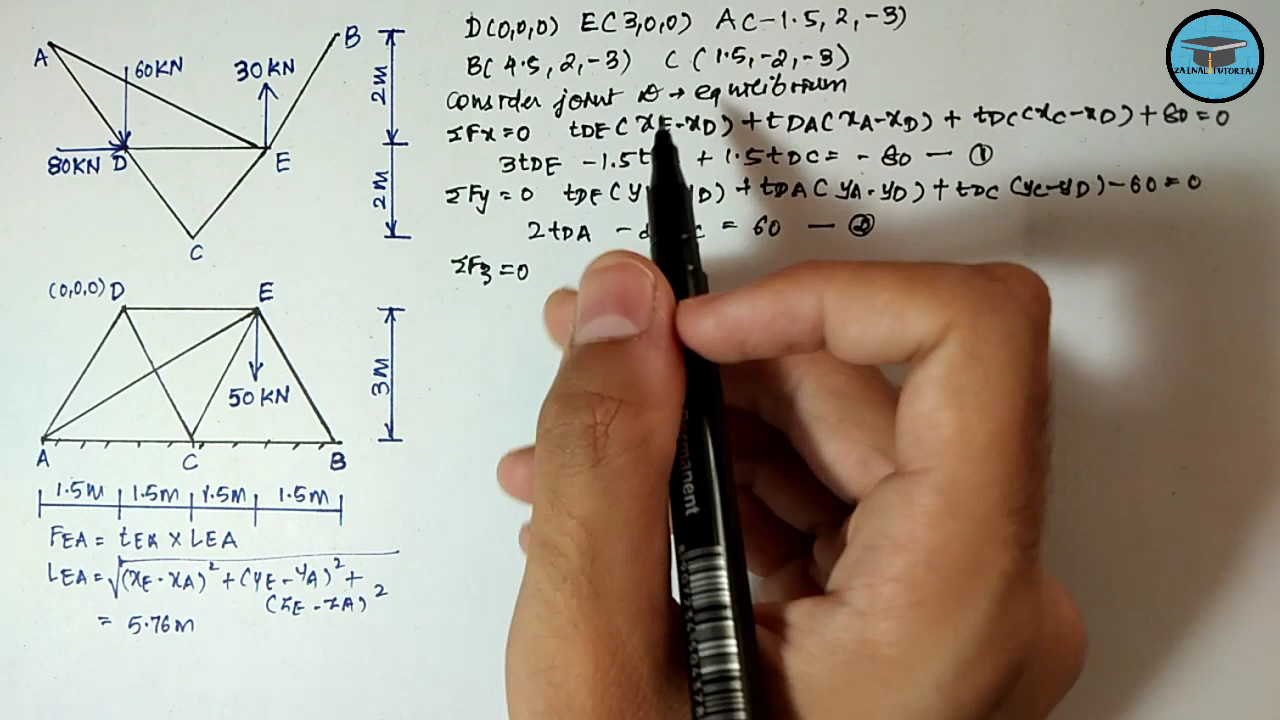 D(0,0,0) E(3,0,0) A(-1.5, 2, -3)
B(4.5, 2, -3) C (1.5, -2, -3)
Consider joint D → equilibrium
ΣFx=0 tDE(xE-xD) + tDA(xA-xD) + tDC(xC-xD) + 80 = 0
3tDE -1.5t + 1.5tDC = - 80 — ①
ΣFy = 0 tDE(y D) + tDA(yA-yD) + tDC (yC-yD) - 60 = 0
2tDA - = 60 — ②
ΣFz = 0
A
B
60KN
30KN
2M
80KN
D
E
2M
C
(0,0,0) D
E
50KN
3M
A
C
B
1.5M 1.5M 1.5M 1.5M
FEA = tEA x LEA
LEA = √(xE-xA)² + (yE-yA)² +
(zE-zA)²
= 5.76m
ZAINAL TUTORIAL
Permanent